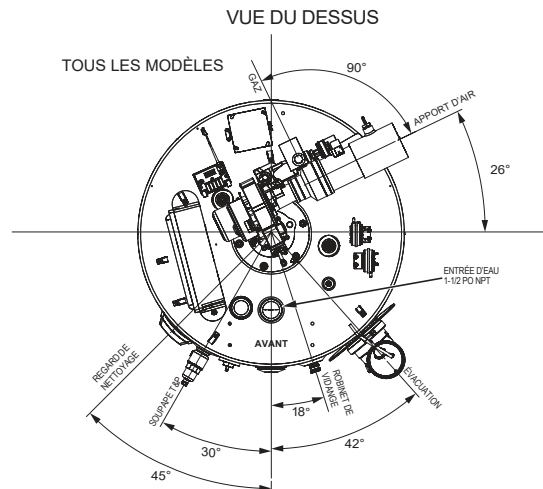 VUE DU DESSUS
TOUS LES MODÈLES
GAZ
90°
APPORT D'AIR
26°
ENTRÉE D'EAU
1-1/2 PO NPT
AVANT
REGARD DE
NETTOYAGE
SOUPAPE T&P
ROBINET DE
VIDANGE
ÉVACUATION
18°
30°
42°
45°